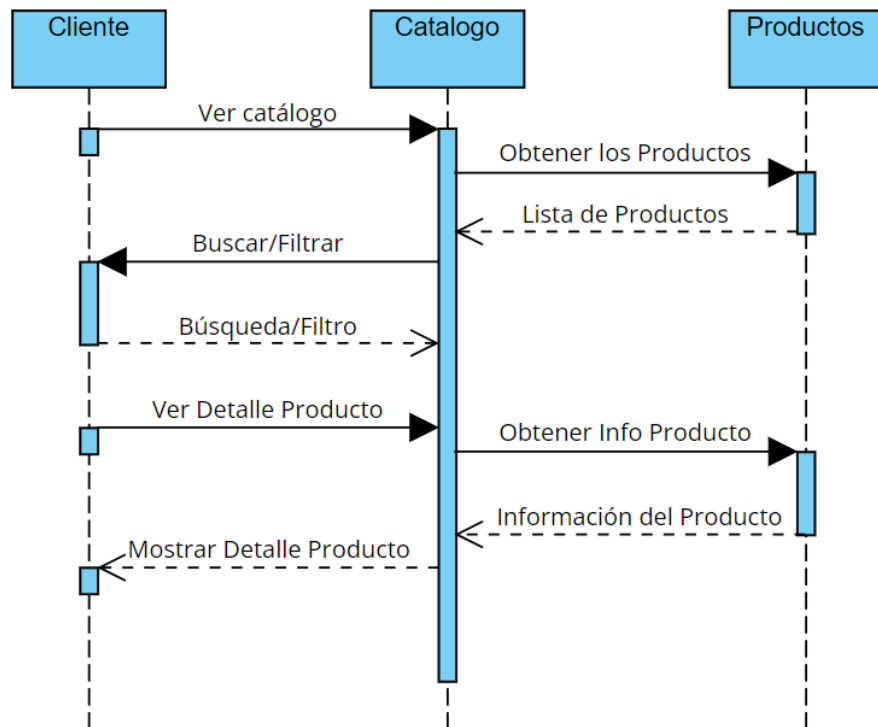 Cliente
Catalogo
Productos
Ver catálogo
Obtener los Productos
Lista de Productos
Buscar/Filtrar
Búsqueda/Filtro
Ver Detalle Producto
Obtener Info Producto
Información del Producto
Mostrar Detalle Producto